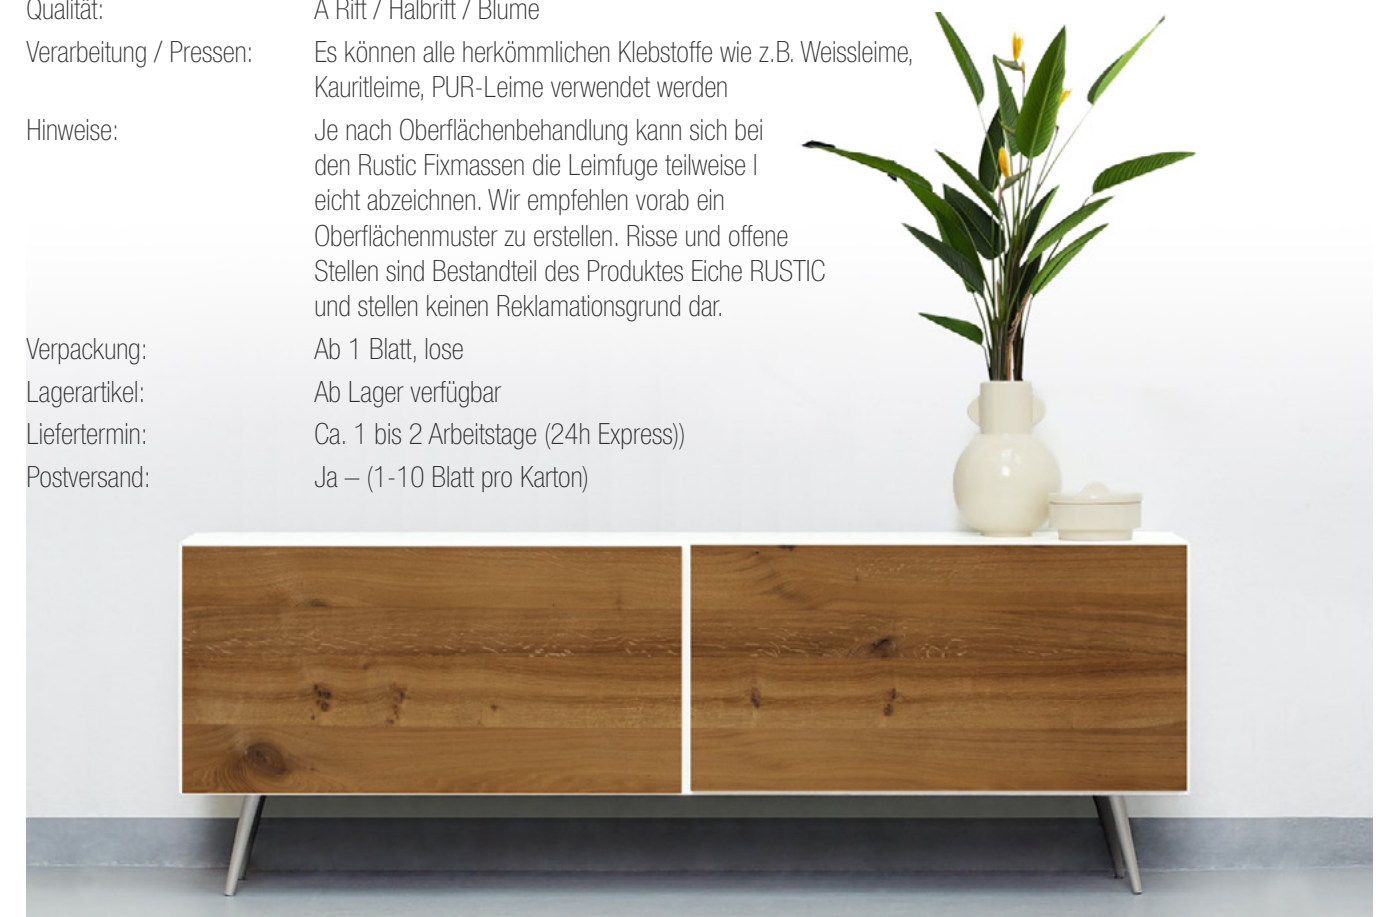 Qualität: A Rift / Halbrift / Blume
Verarbeitung / Pressen: Es können alle herkömmlichen Klebstoffe wie z.B. Weissleime,
Kauritleime, PUR-Leime verwendet werden
Hinweise: Je nach Oberflächenbehandlung kann sich bei
den Rustic Fixmassen die Leimfuge teilweise l
eicht abzeichnen. Wir empfehlen vorab ein
Oberflächenmuster zu erstellen. Risse und offene
Stellen sind Bestandteil des Produktes Eiche RUSTIC
und stellen keinen Reklamationsgrund dar.
Verpackung: Ab 1 Blatt, lose
Lagerartikel: Ab Lager verfügbar
Liefertermin: Ca. 1 bis 2 Arbeitstage (24h Express))
Postversand: Ja – (1-10 Blatt pro Karton)